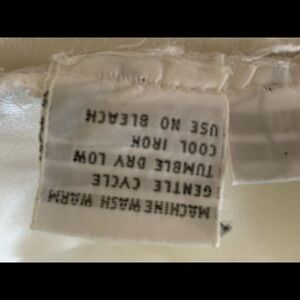 MACHINE WASH WARM
GENTLE CYCLE
TUMBLE DRY LOW
COOL IRON
USE NO BLEACH